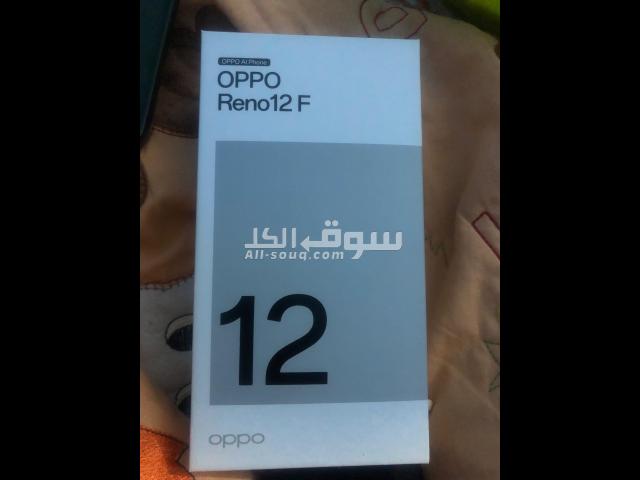 OPPO AI Phone
OPPO
Reno12 F
سوق الكل
All-souq.com
12
oppo